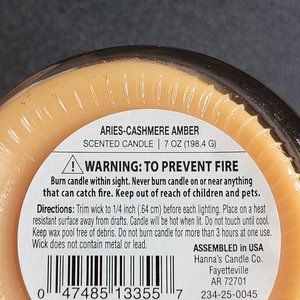 ARIES-CASHMERE AMBER
SCENTED CANDLE | 7 OZ (198.4 G)
WARNING: TO PREVENT FIRE
Burn candle within sight. Never burn candle on or near anything
that can catch fire. Keep out of reach of children and pets.
Directions: Trim wick to 1/4 inch (.64 cm) before each lighting. Place on a heat
resistant surface away from drafts. Candle will be hot when lit. Do not touch until cool.
Keep wax pool free of debris. Do not burn candle for more than 3 hours at one use.
Wick does not contain metal or lead.
ASSEMBLED in USA
Hanna's Candle Co.
Fayetteville
AR 72701
234-25-0045
0 47485 13355 7